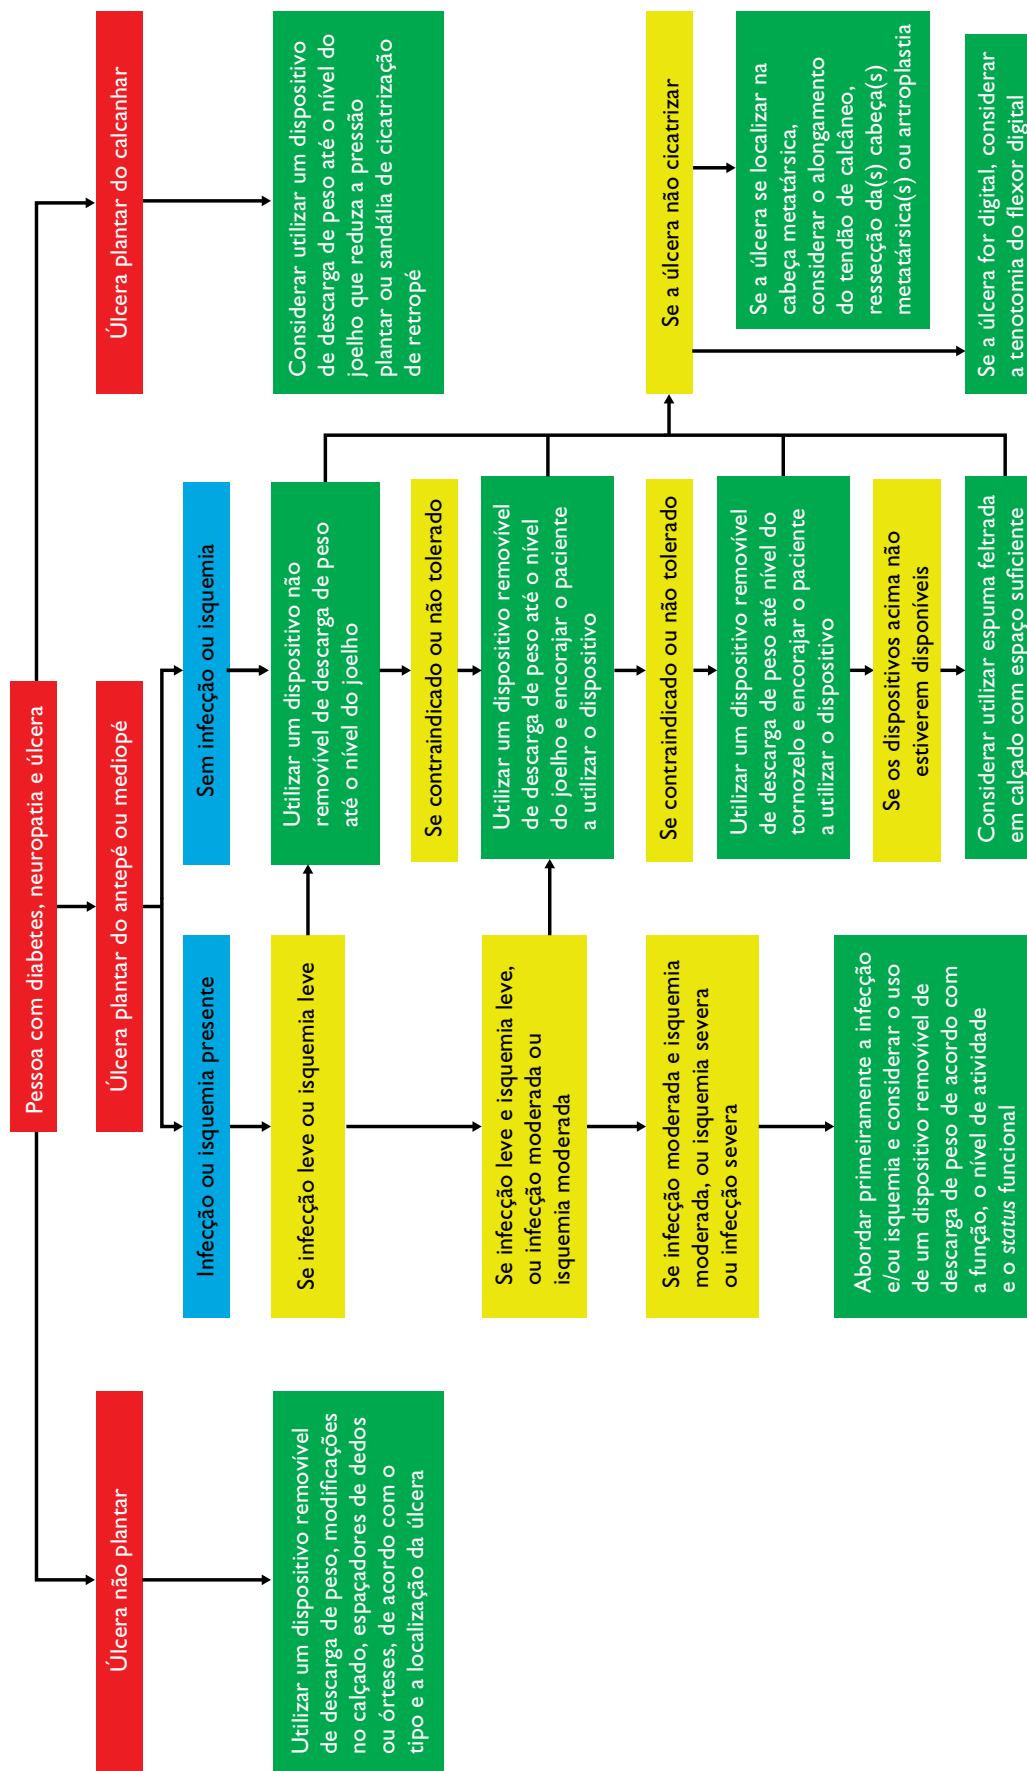 Pessoa com diabetes, neuropatia e úlcera
Úlcera não plantar
Utilizar um dispositivo removível
de descarga de peso, modificações
no calçado, espaçadores de dedos
ou órteses, de acordo com o
tipo e a localização da úlcera
Úlcera plantar do antepé ou mediopé
Infecção ou isquemia presente
Se infecção leve ou isquemia leve
Se infecção leve e isquemia leve,
ou infecção moderada ou
isquemia moderada
Se infecção moderada e isquemia
moderada, ou isquemia severa
ou infecção severa
Abordar primeiramente a infecção
e/ou isquemia e considerar o uso
de um dispositivo removível de
descarga de peso de acordo com
a função, o nível de atividade
e o status funcional
Sem infecção ou isquemia
Utilizar um dispositivo não
removível de descarga de peso
até o nível do joelho
Se contraindicado ou não tolerado
Utilizar um dispositivo removível
de descarga de peso até o nível
do joelho e encorajar o paciente
a utilizar o dispositivo
Se contraindicado ou não tolerado
Utilizar um dispositivo removível
de descarga de peso até nível do
tornozelo e encorajar o paciente
a utilizar o dispositivo
Se os dispositivos acima não
estiverem disponíveis
Considerar utilizar espuma feltrada
em calçado com espaço suficiente
Úlcera plantar do calcanhar
Considerar utilizar um dispositivo
de descarga de peso até o nível do
joelho que reduza a pressão
plantar ou sandália de cicatrização
de retropé
Se a úlcera não cicatrizar
Se a úlcera se localizar na
cabeça metatársica,
considerar o alongamento
do tendão de calcâneo,
ressecção da(s) cabeça(s)
metatársica(s) ou artroplastia
Se a úlcera for digital, considerar
a tenotomia do flexor digital